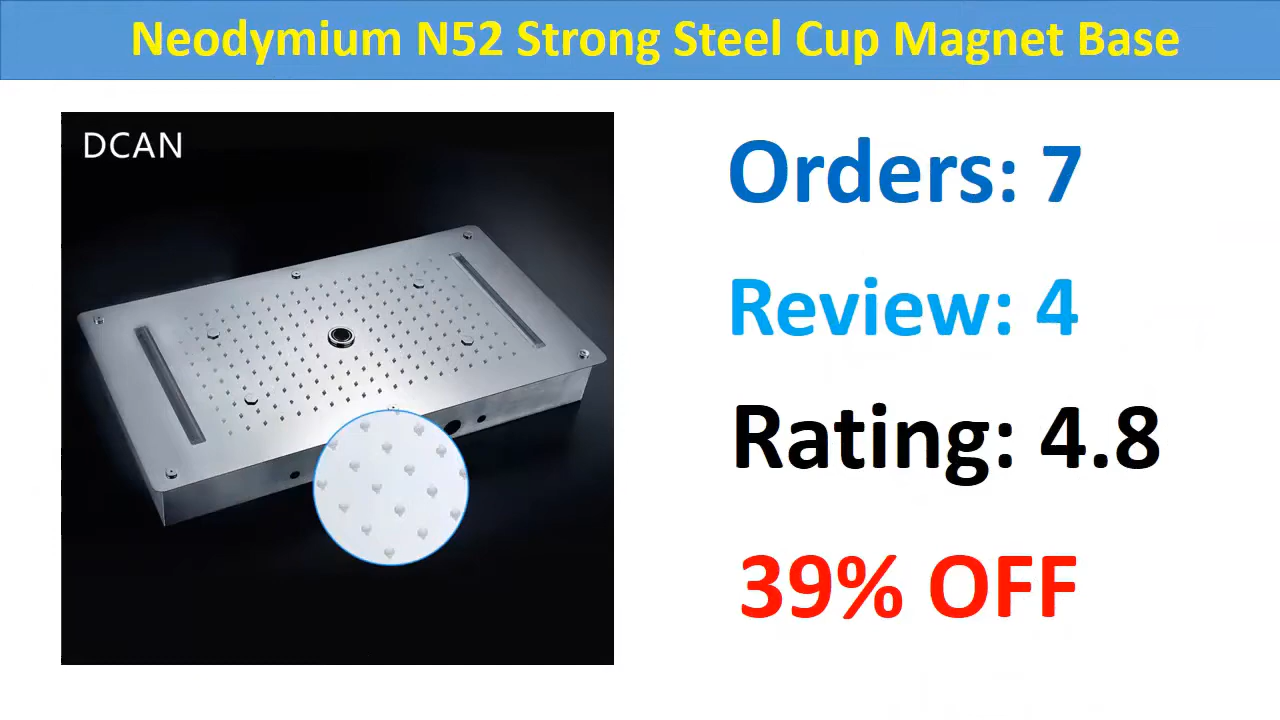 Neodymium N52 Strong Steel Cup Magnet Base
DCAN
Orders: 7
Review: 4
Rating: 4.8
39% OFF